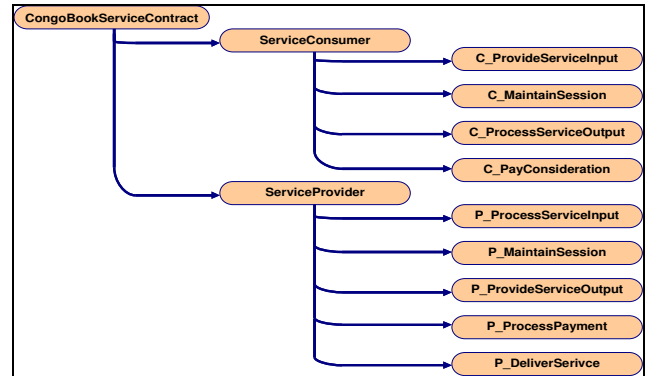 CongoBookServiceContract
ServiceConsumer
C_ProvideServiceInput
C_MaintainSession
C_ProcessServiceOutput
C_PayConsideration
ServiceProvider
P_ProcessServiceInput
P_MaintainSession
P_ProvideServiceOutput
P_ProcessPayment
P_DeliverSerivce